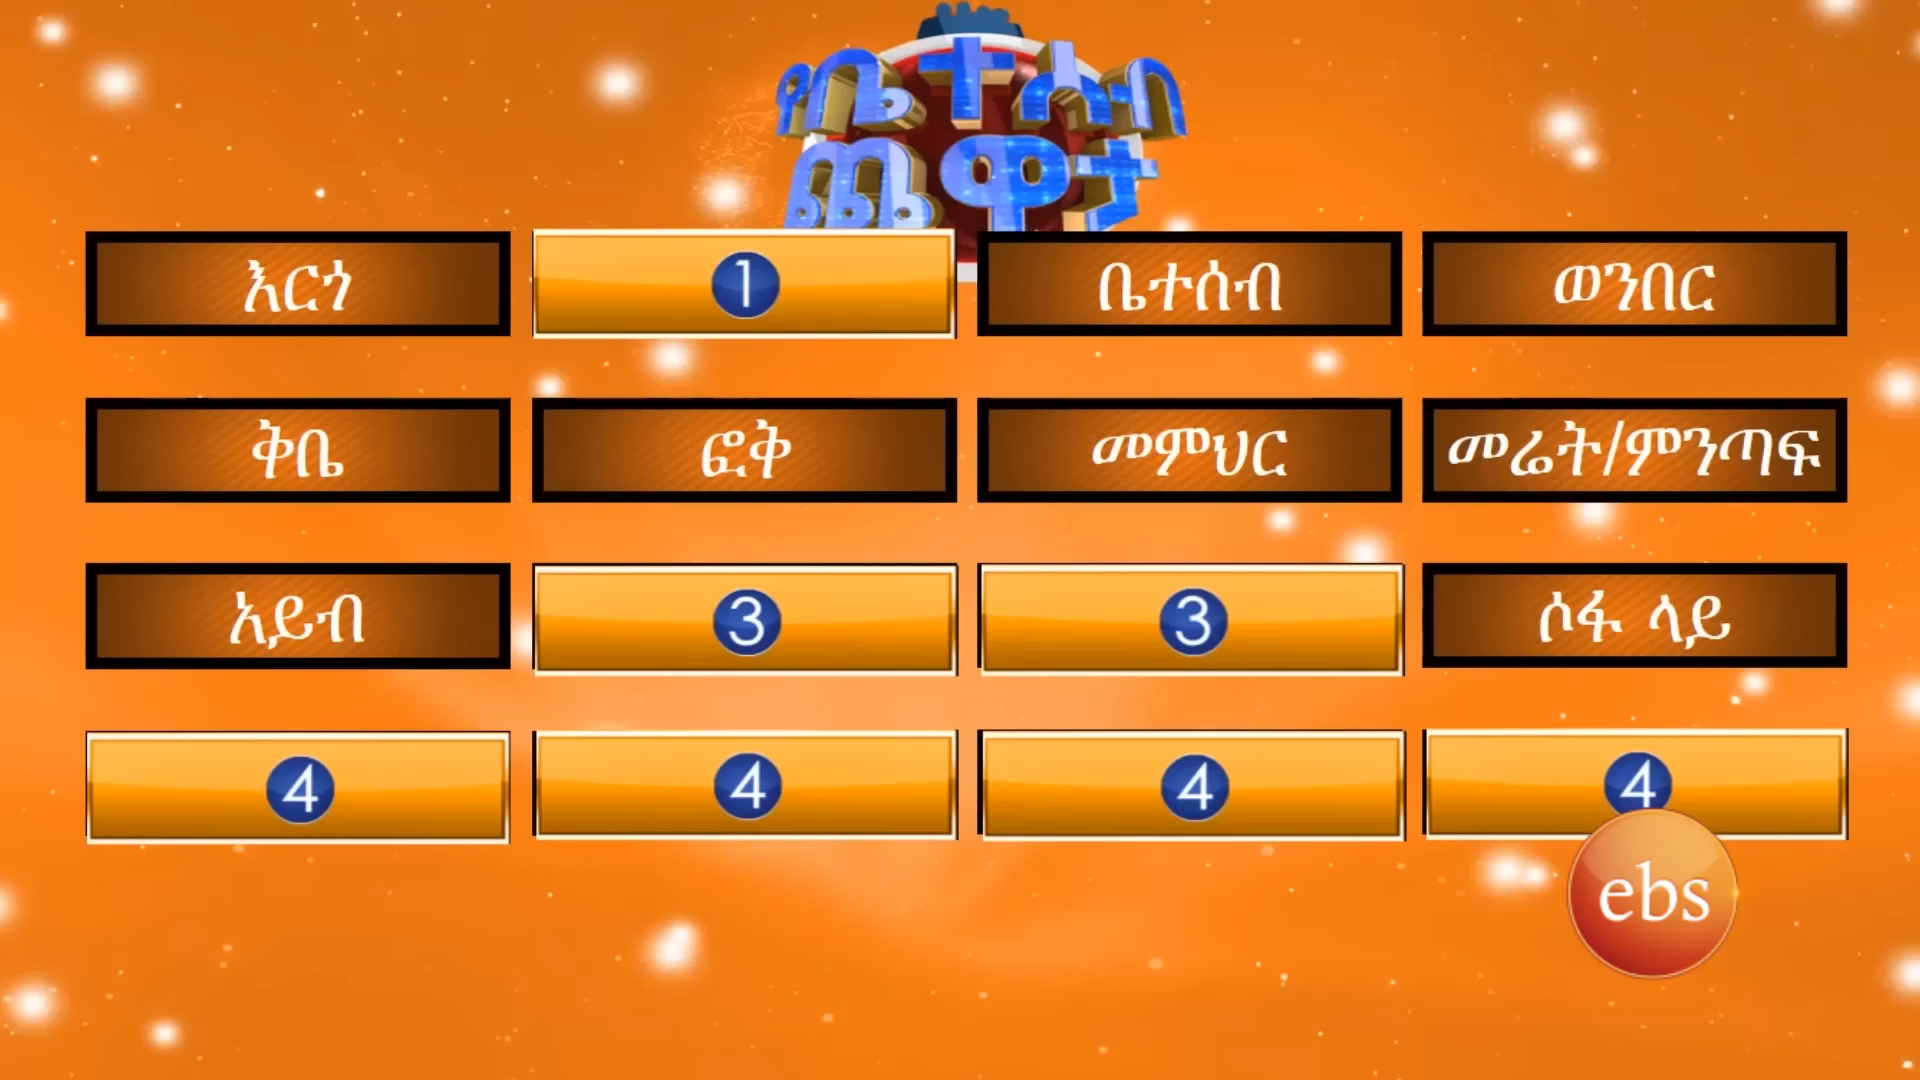 የቤተሰብ
ጨዋታ
እርጎ 1 ቤተሰብ ወንበር
ቅቤ ፎቅ መምህር መሬት/ምንጣፍ
አይብ 3 3 ሶፋ ላይ
4 4 4 4
ebs